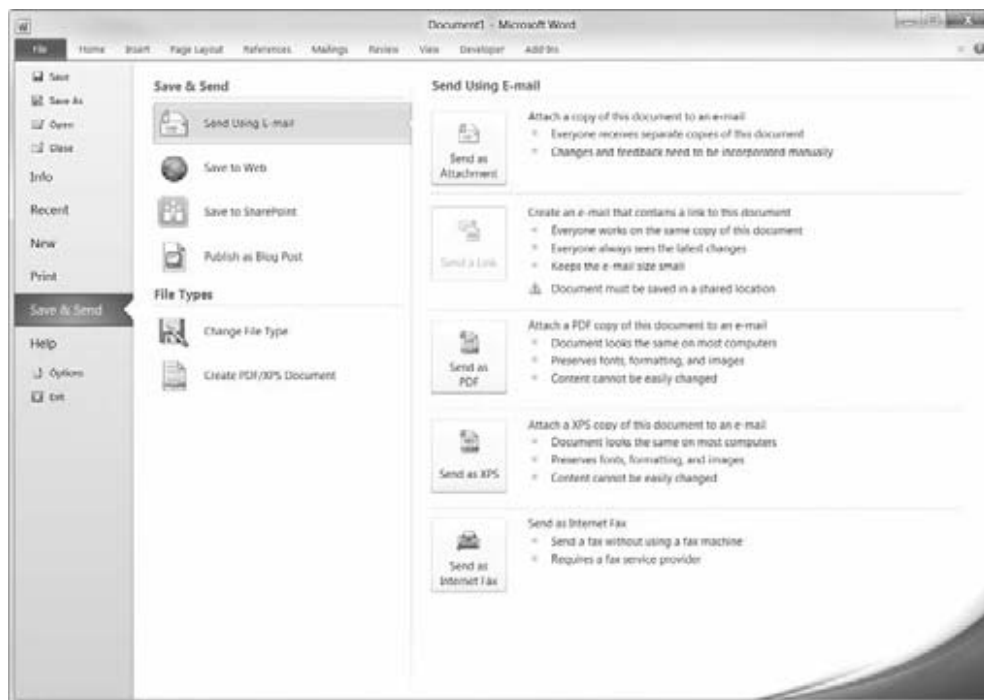 Document1 - Microsoft Word
File Home Insert Page Layout References Mailings Review View Developer Add-Ins
Save
Save As
Open
Close
Info
Recent
New
Print
Save & Send
Help
Options
Exit
Save & Send
Send Using E-mail
Save to Web
Save to SharePoint
Publish as Blog Post
File Types
Change File Type
Create PDF/XPS Document
Send Using E-mail
Send as
Attachment
Attach a copy of this document to an e-mail
Everyone receives separate copies of this document
Changes and feedback need to be incorporated manually
Send a Link
Create an e-mail that contains a link to this document
Everyone works on the same copy of this document
Everyone always sees the latest changes
Keeps the e-mail size small
Document must be saved in a shared location
Send as
PDF
Attach a PDF copy of this document to an e-mail
Document looks the same on most computers
Preserves fonts, formatting, and images
Content cannot be easily changed
Send as XPS
Attach a XPS copy of this document to an e-mail
Document looks the same on most computers
Preserves fonts, formatting, and images
Content cannot be easily changed
Send as
Internet Fax
Send as Internet Fax
Send a fax without using a fax machine
Requires a fax service provider